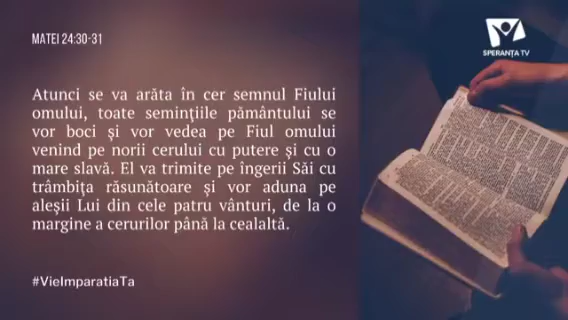 MATEI 24:30-31
SPERANȚA TV
Atunci se va arăta în cer semnul Fiului
omului, toate seminţiile pământului se
vor boci şi vor vedea pe Fiul omului
venind pe norii cerului cu putere şi cu o
mare slavă. El va trimite pe îngerii Săi cu
trâmbiţa răsunătoare şi vor aduna pe
aleşii Lui din cele patru vânturi, de la o
margine a cerurilor până la cealaltă.
#VieImparatiaTa